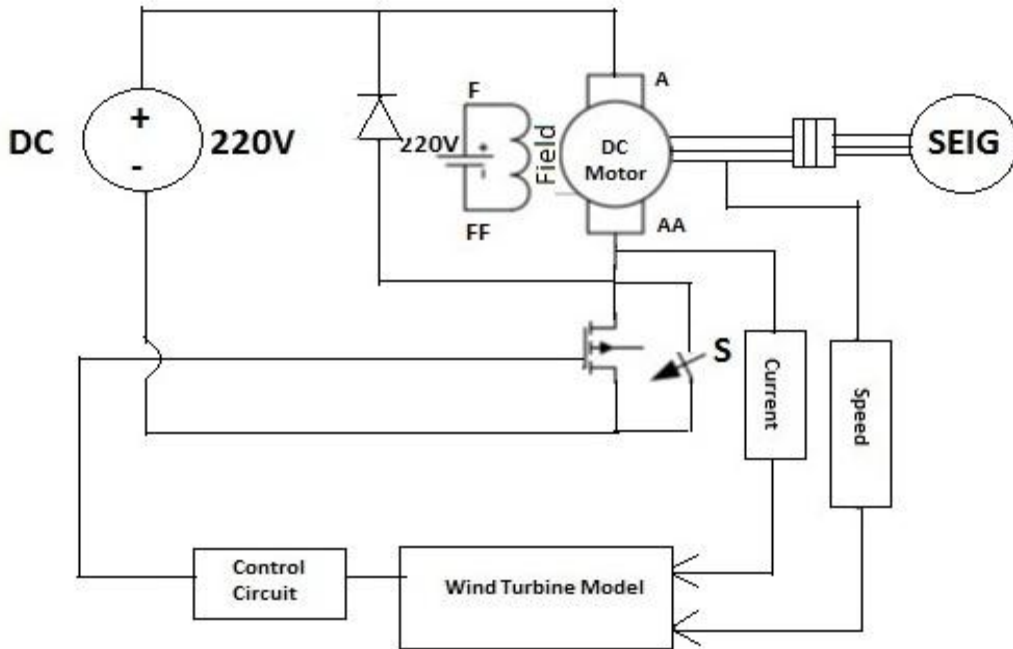 A
F
+
DC
220V
-
220V
+
Field
DC
Motor
SEIG
FF
AA
S
Current
Speed
Control
Circuit
Wind Turbine Model